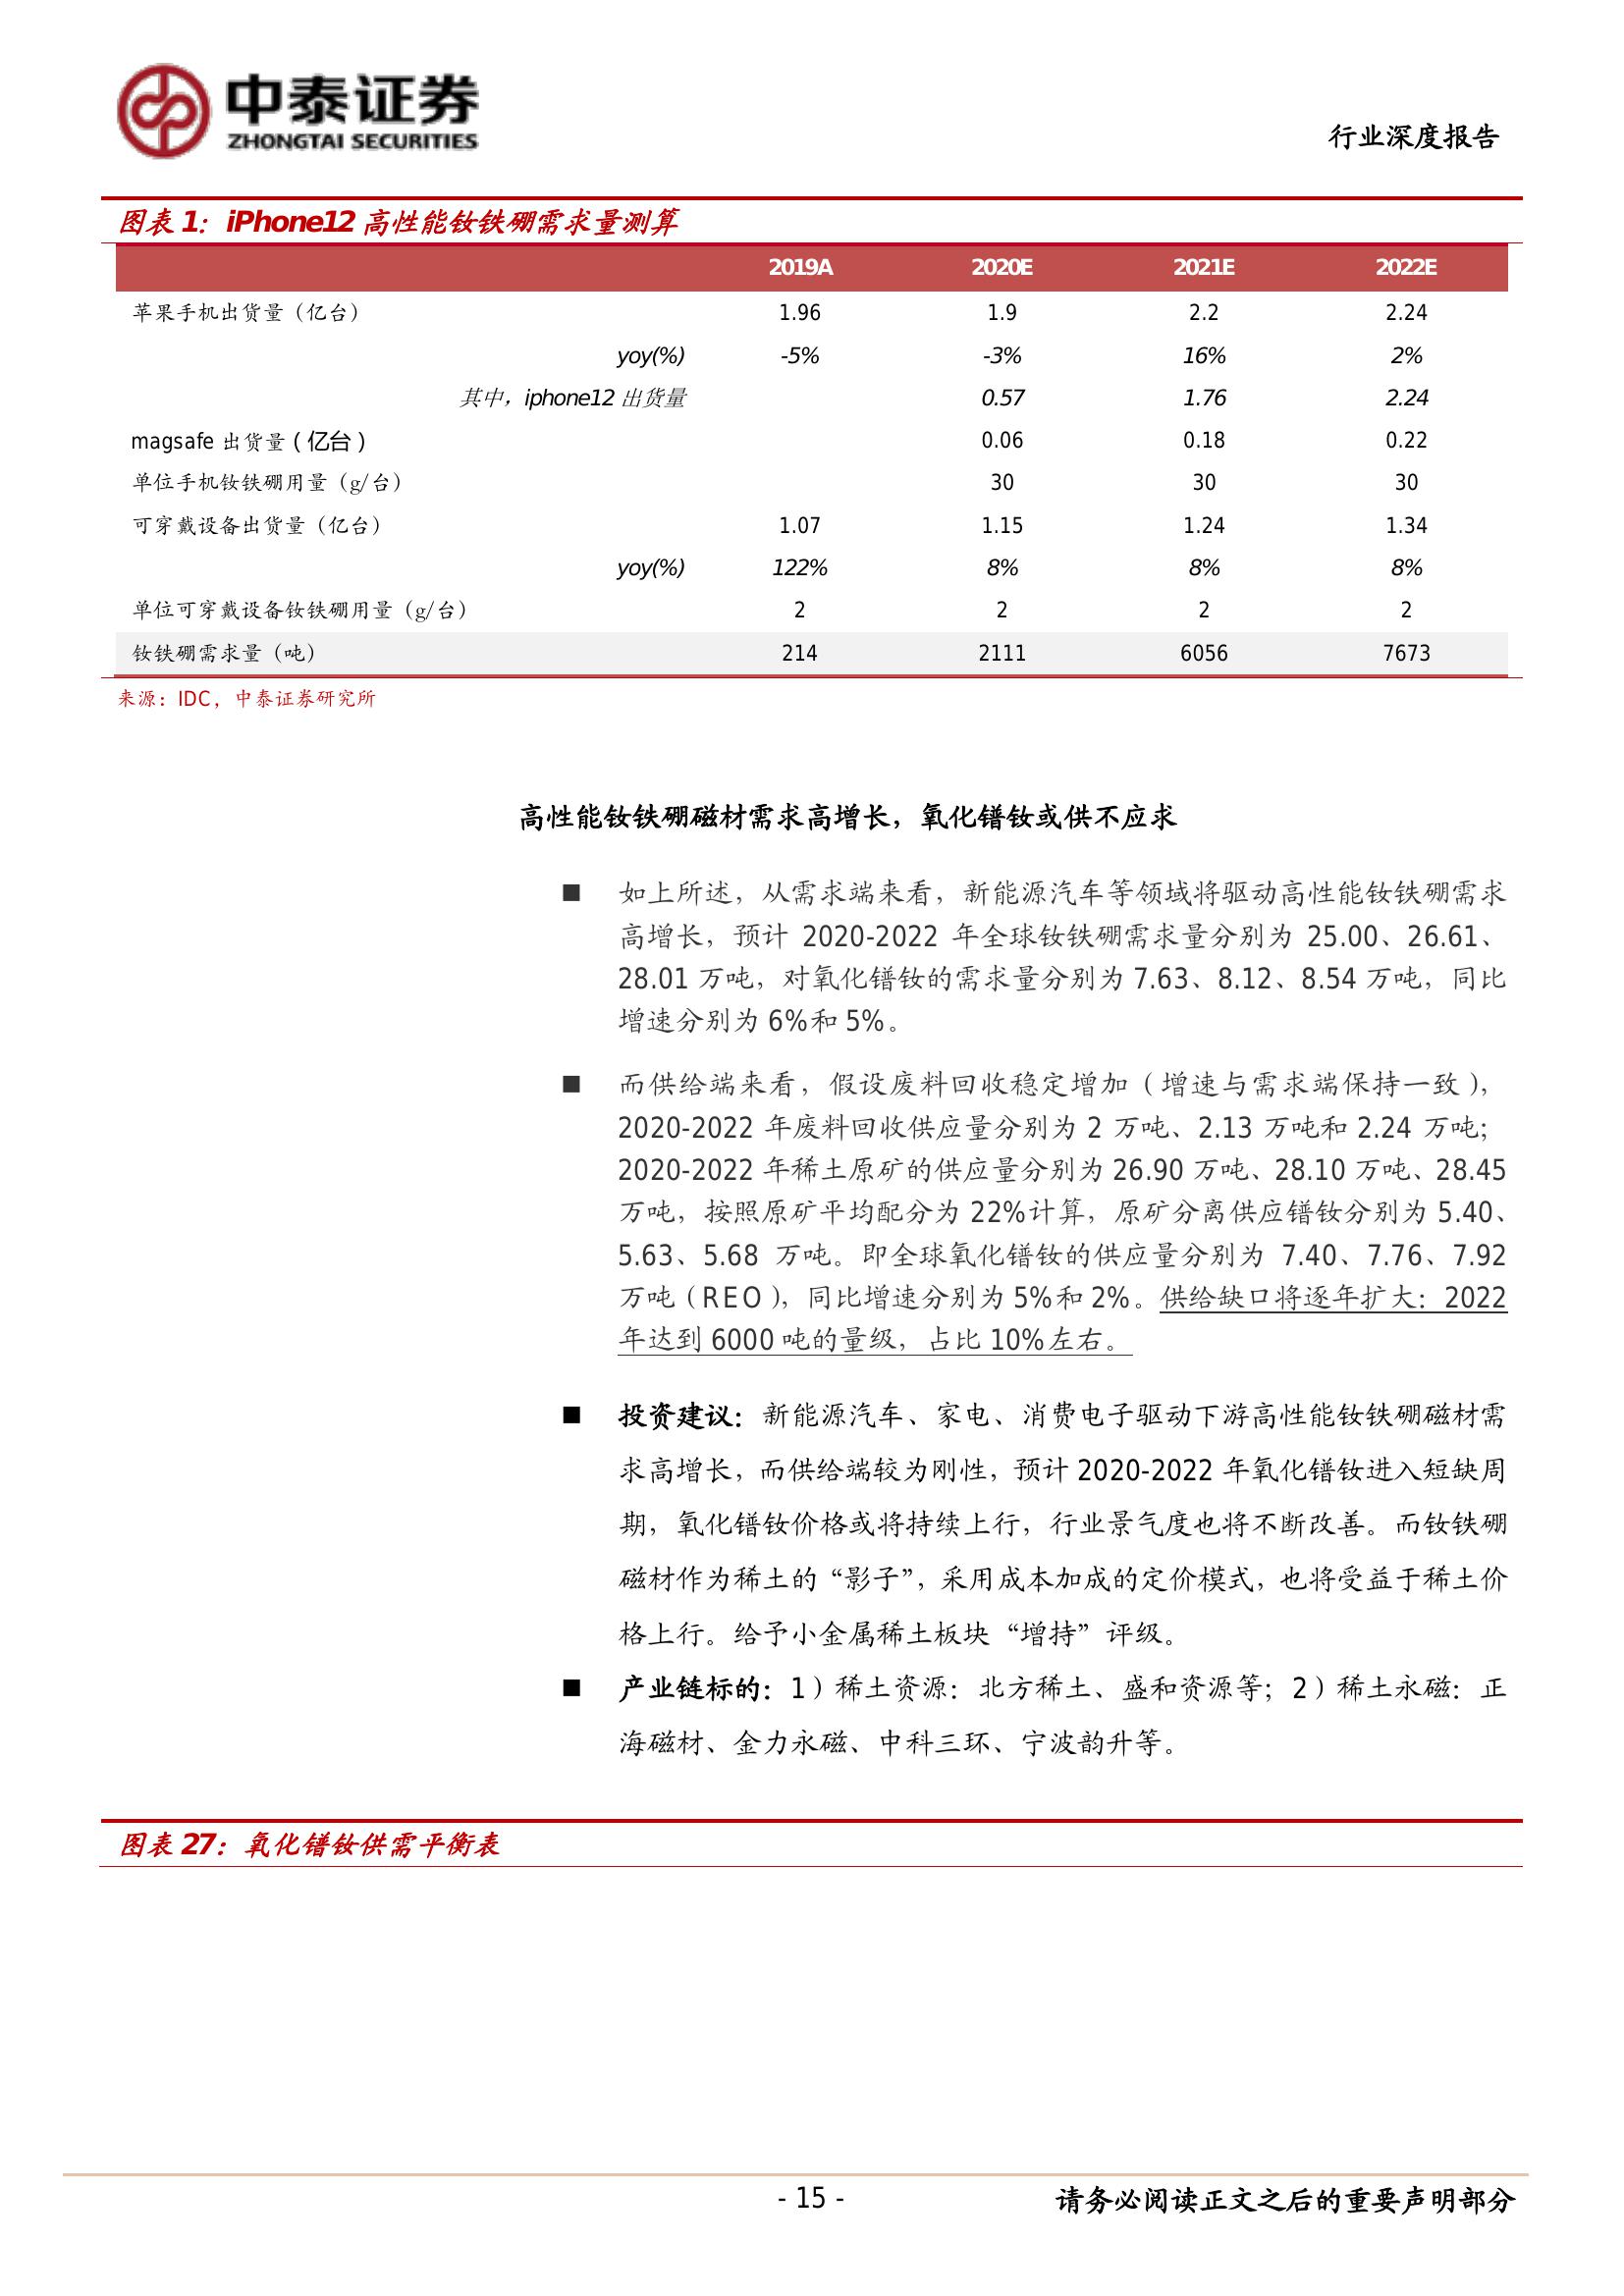 中泰证券
ZHONGTAI SECURITIES
行业深度报告
图表 1：iPhone12 高性能钕铁硼需求量测算
2019A 2020E 2021E 2022E
苹果手机出货量（亿台） 1.96 1.9 2.2 2.24
yoy(%) -5% -3% 16% 2%
其中，iphone12 出货量 0.57 1.76 2.24
magsafe 出货量（亿台） 0.06 0.18 0.22
单位手机钕铁硼用量（g/台） 30 30 30
可穿戴设备出货量（亿台） 1.07 1.15 1.24 1.34
yoy(%) 122% 8% 8% 8%
单位可穿戴设备钕铁硼用量（g/台） 2 2 2 2
钕铁硼需求量（吨） 214 2111 6056 7673
来源：IDC，中泰证券研究所
高性能钕铁硼磁材需求高增长，氧化镨钕或供不应求
■ 如上所述，从需求端来看，新能源汽车等领域将驱动高性能钕铁硼需求
高增长，预计 2020-2022 年全球钕铁硼需求量分别为 25.00、26.61、
28.01 万吨，对氧化镨钕的需求量分别为 7.63、8.12、8.54 万吨，同比
增速分别为 6%和 5%。
■ 而供给端来看，假设废料回收稳定增加（增速与需求端保持一致），
2020-2022 年废料回收供应量分别为 2 万吨、2.13 万吨和 2.24 万吨；
2020-2022 年稀土原矿的供应量分别为 26.90 万吨、28.10 万吨、28.45
万吨，按照原矿平均配分为 22%计算，原矿分离供应镨钕分别为 5.40、
5.63、5.68 万吨。即全球氧化镨钕的供应量分别为 7.40、7.76、7.92
万吨（REO），同比增速分别为 5%和 2%。供给缺口将逐年扩大：2022
年达到 6000 吨的量级，占比 10%左右。
■ 投资建议：新能源汽车、家电、消费电子驱动下游高性能钕铁硼磁材需
求高增长，而供给端较为刚性，预计 2020-2022 年氧化镨钕进入短缺周
期，氧化镨钕价格或将持续上行，行业景气度也将不断改善。而钕铁硼
磁材作为稀土的“影子”，采用成本加成的定价模式，也将受益于稀土价
格上行。给予小金属稀土板块“增持”评级。
■ 产业链标的：1）稀土资源：北方稀土、盛和资源等；2）稀土永磁：正
海磁材、金力永磁、中科三环、宁波韵升等。
图表 27：氧化镨钕供需平衡表
- 15 -
请务必阅读正文之后的重要声明部分